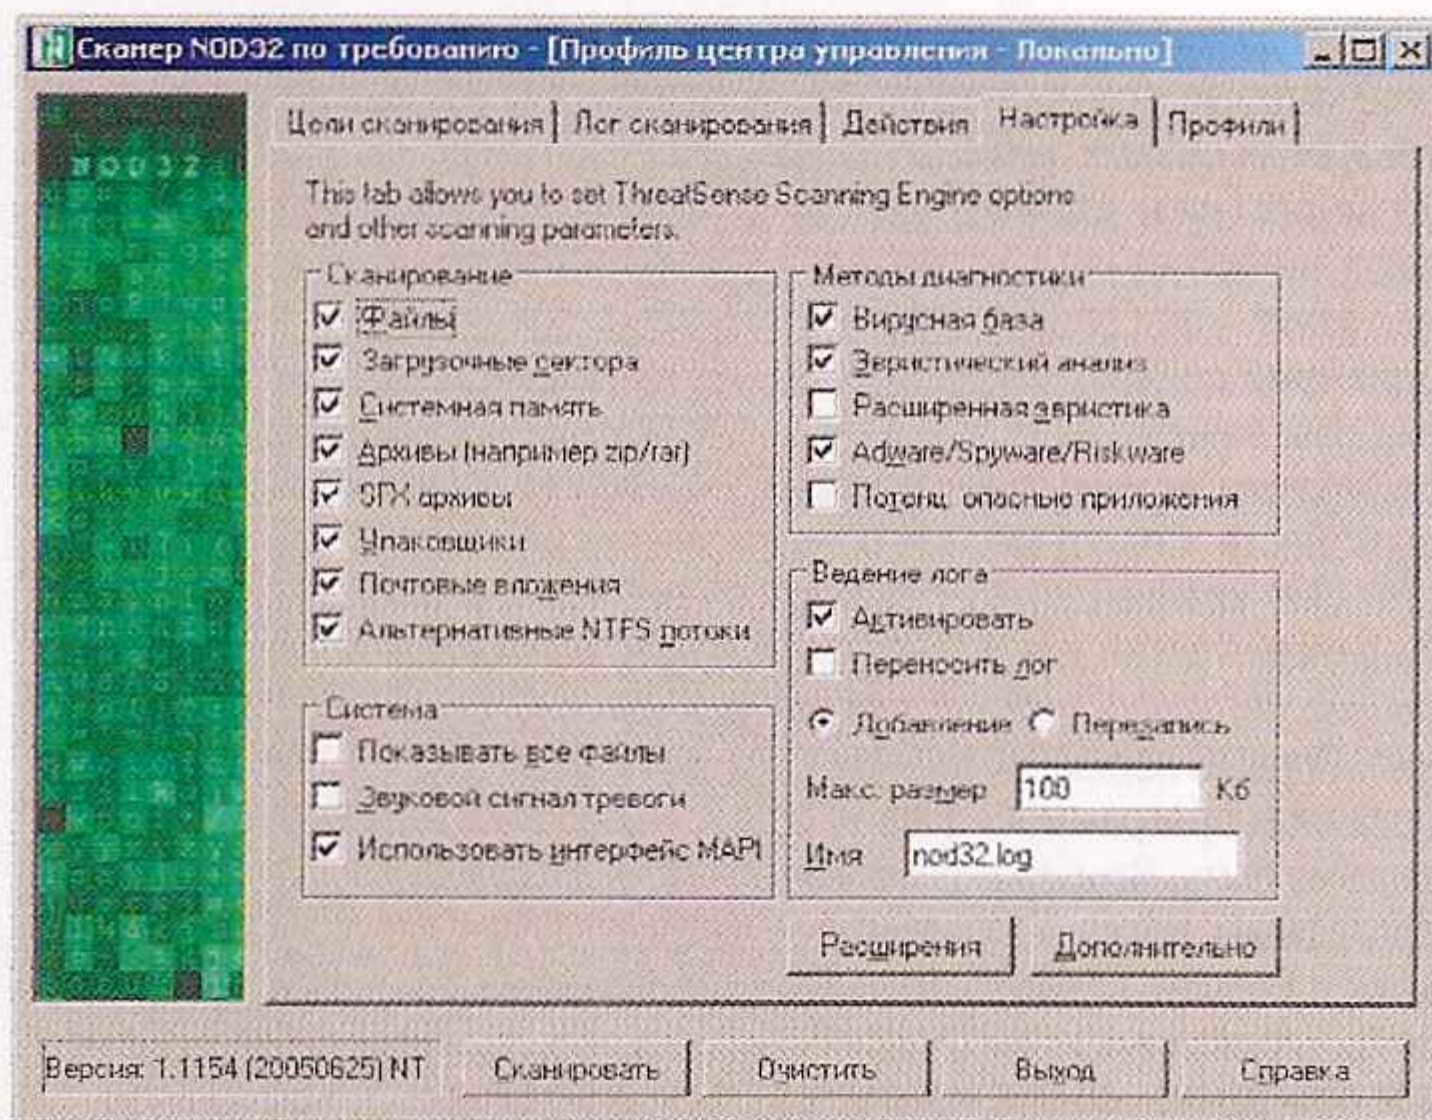 Сканер NOD32 по требованию - [Профиль центра управления - Локально]
NOD32
Цели сканирования Лог сканирования Действия Настройка Профили
This tab allows you to set ThreatSense Scanning Engine options
and other scanning parameters.
Сканирование
Файлы
Загрузочные сектора
Системная память
Архивы (например zip/rar)
SFX архивы
Упаковщики
Почтовые вложения
Альтернативные NTFS потоки
Система
Показывать все файлы
Звуковой сигнал тревоги
Использовать интерфейс MAPI
Методы диагностики
Вирусная база
Эвристический анализ
Расширенная эвристика
Adware/Spyware/Riskware
Потенц. опасные приложения
Ведение лога
Активировать
Переносить лог
Добавление Перезапись
Макс. размер 100 Кб
Имя nod32.log
Расширения Дополнительно
Версия: 1.1154 (20050625) NT Сканировать Очистить Выход Справка